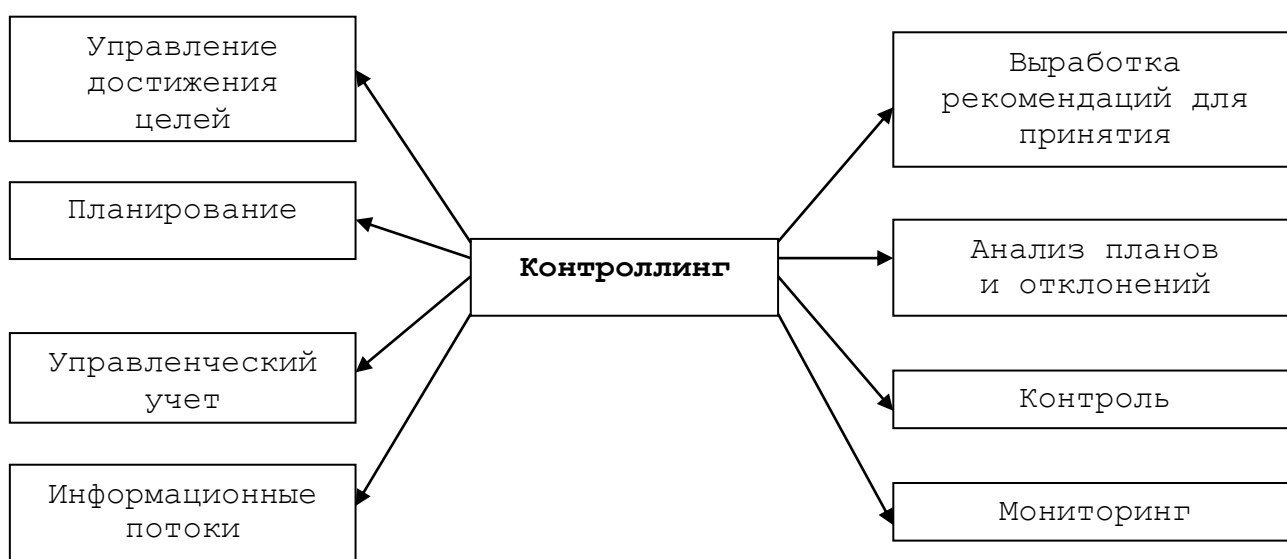 Управление
достижения
целей
Планирование
Управленческий
учет
Информационные
потоки
Контроллинг
Выработка
рекомендаций для
принятия
Анализ планов
и отклонений
Контроль
Мониторинг